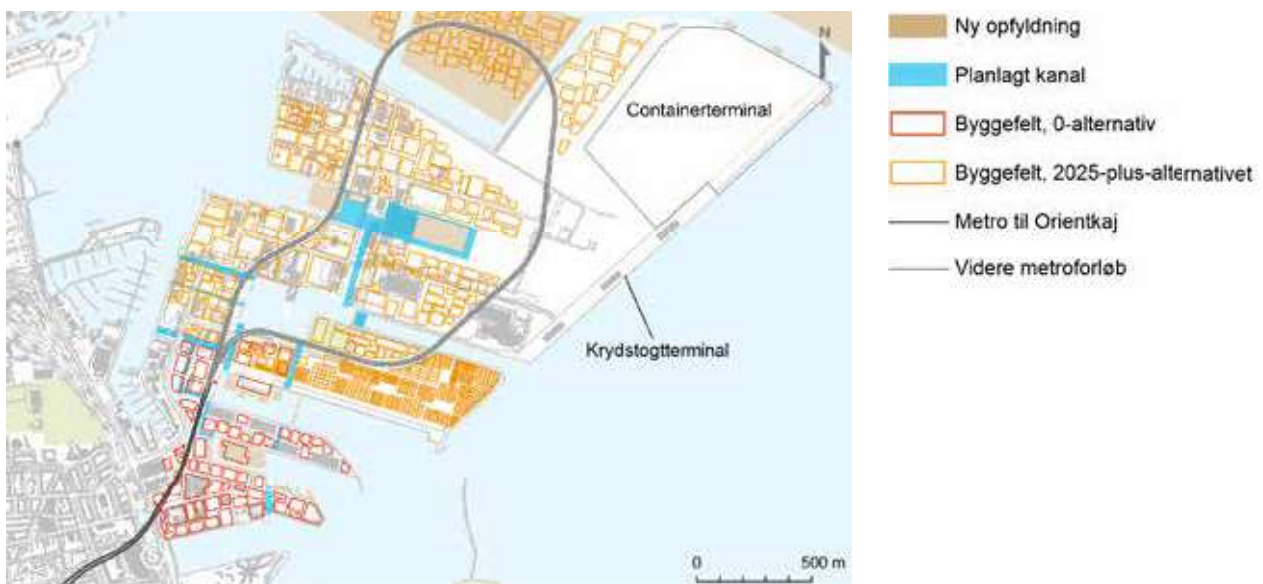 N
Containerterminal
Krydstogtterminal
0 500 m
Ny opfyldning
Planlagt kanal
Byggefelt, 0-alternativ
Byggefelt, 2025-plus-alternativet
Metro til Orientkaj
Videre metroforløb